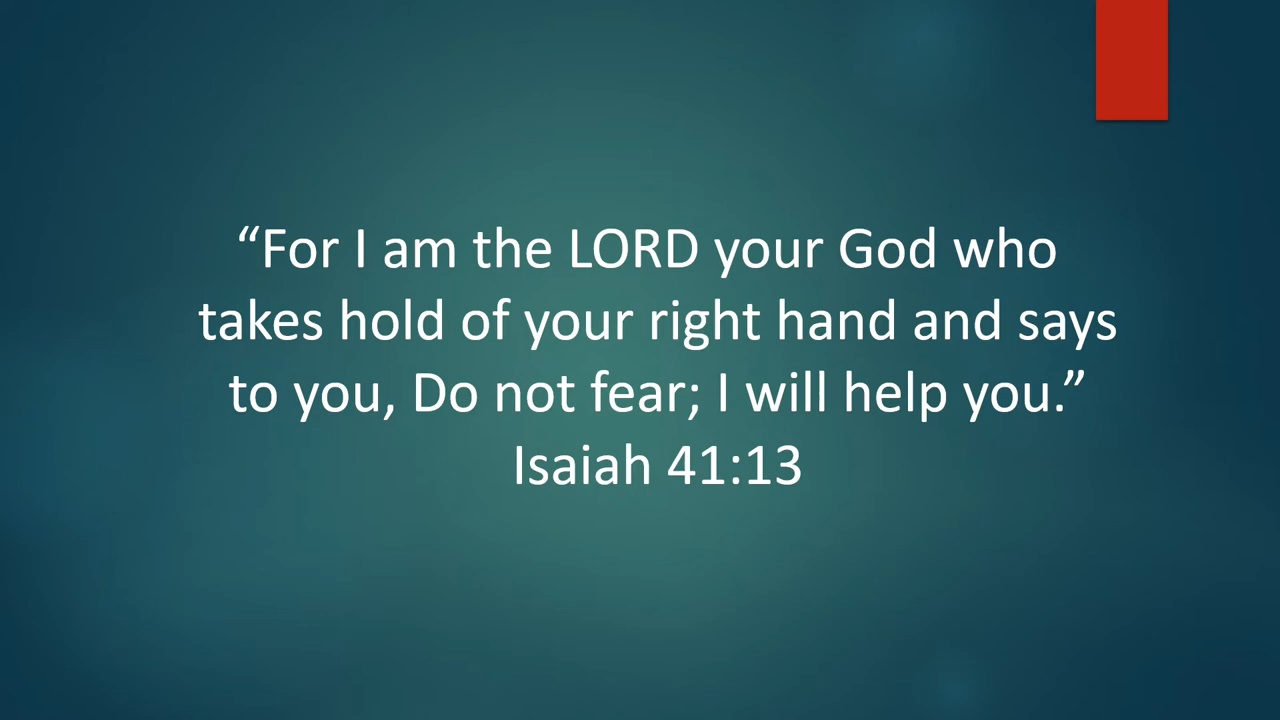 “For I am the LORD your God who
takes hold of your right hand and says
to you, Do not fear; I will help you.”
Isaiah 41:13